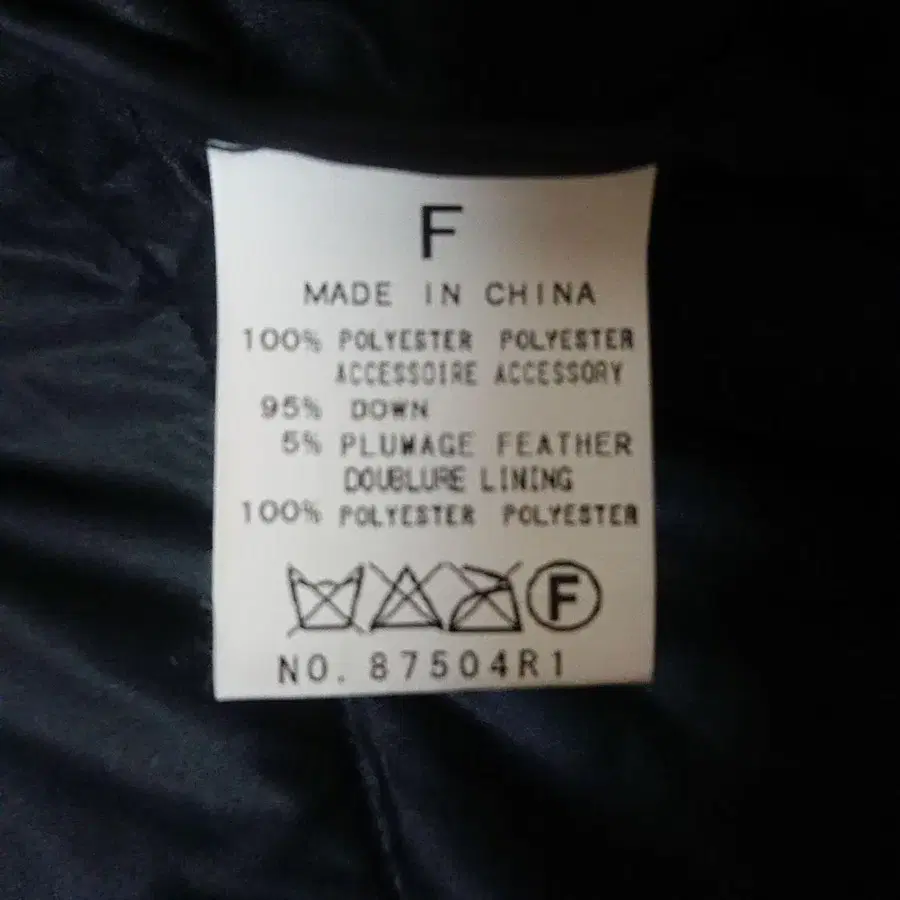 F
MADE IN CHINA
100% POLYESTER POLYESTER
ACCESSOIRE ACCESSORY
95% DOWN
5% PLUMAGE FEATHER
DOUBLURE LINING
100% POLYESTER POLYESTER
F
NO. 87504R1